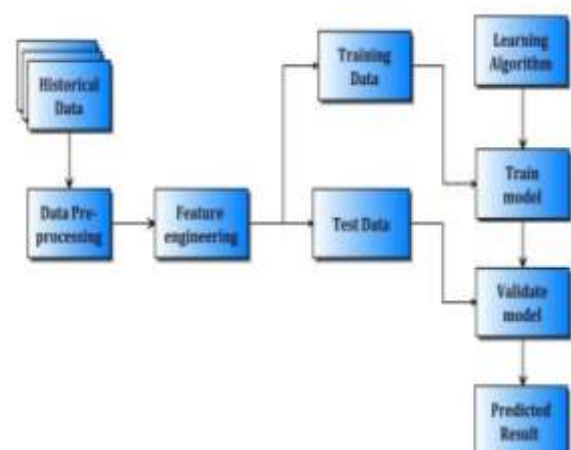 Historical
Data
Data Pre-
processing
Feature
engineering
Training
Data
Test Data
Learning
Algorithm
Train
model
Validate
model
Predicted
Result